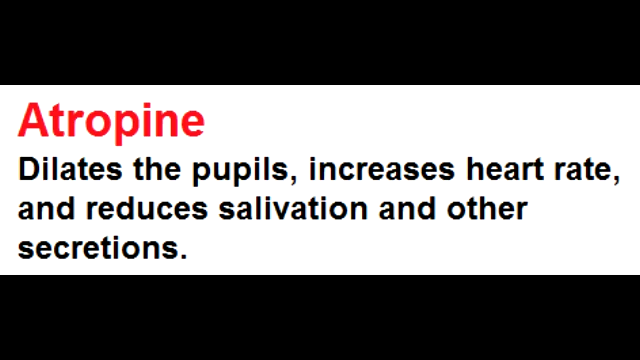 Atropine
Dilates the pupils, increases heart rate,
and reduces salivation and other
secretions.